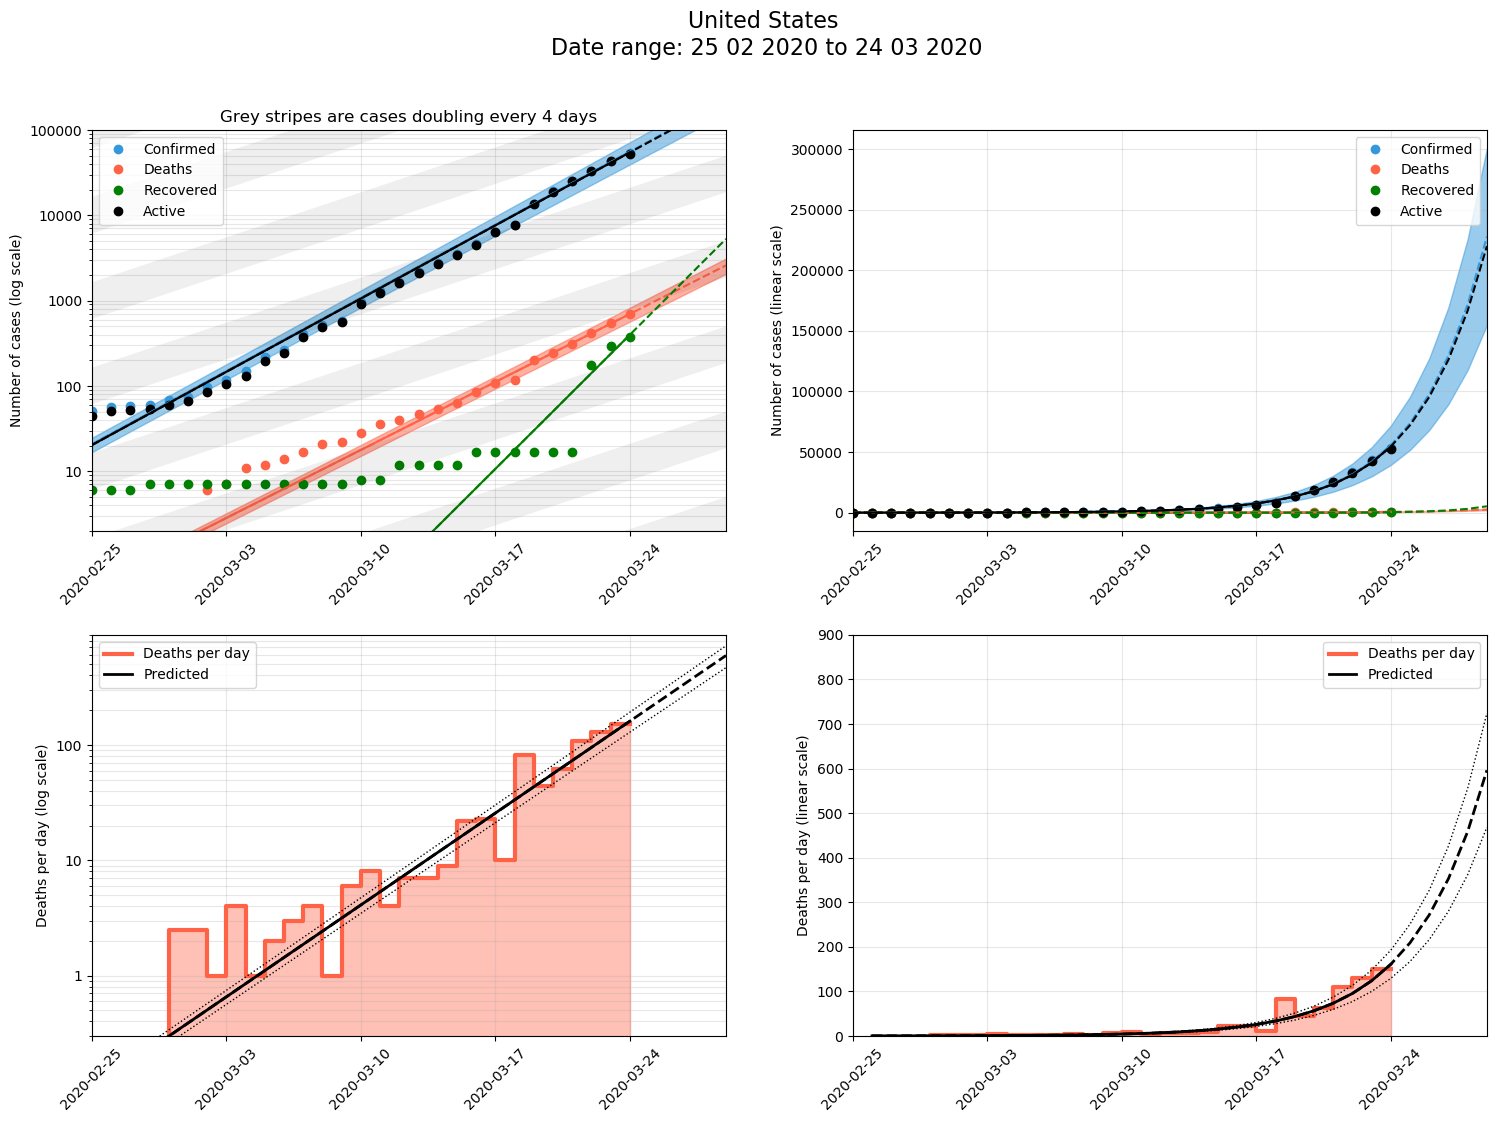 United States
Date range: 25 02 2020 to 24 03 2020
Grey stripes are cases doubling every 4 days
Number of cases (log scale)
100000
10000
1000
100
10
Confirmed
Deaths
Recovered
Active
2020-02-25
2020-03-03
2020-03-10
2020-03-17
2020-03-24
Number of cases (linear scale)
300000
250000
200000
150000
100000
50000
0
Confirmed
Deaths
Recovered
Active
2020-02-25
2020-03-03
2020-03-10
2020-03-17
2020-03-24
Deaths per day (log scale)
100
10
1
Deaths per day
Predicted
2020-02-25
2020-03-03
2020-03-10
2020-03-17
2020-03-24
Deaths per day (linear scale)
900
800
700
600
500
400
300
200
100
0
Deaths per day
Predicted
2020-02-25
2020-03-03
2020-03-10
2020-03-17
2020-03-24